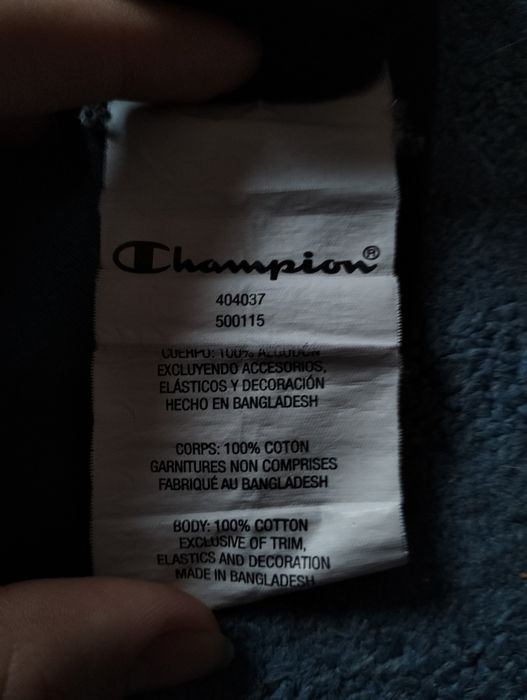 Champion®
404037
500115
CUERPO: 100% ALGODÓN
EXCLUYENDO ACCESORIOS,
ELÁSTICOS Y DECORACIÓN
HECHO EN BANGLADESH
CORPS: 100% COTON
GARNITURES NON COMPRISES
FABRIQUÉ AU BANGLADESH
BODY: 100% COTTON
EXCLUSIVE OF TRIM,
ELASTICS AND DECORATION
MADE IN BANGLADESH